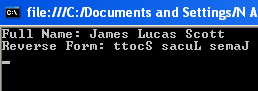 file:///C:/Documents and Settings/N A
Full Name: James Lucas Scott
Reverse Form: ttocS sacuL semaJ